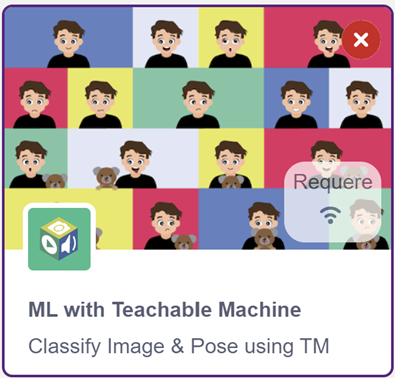 Requere
ML with Teachable Machine
Classify Image & Pose using TM